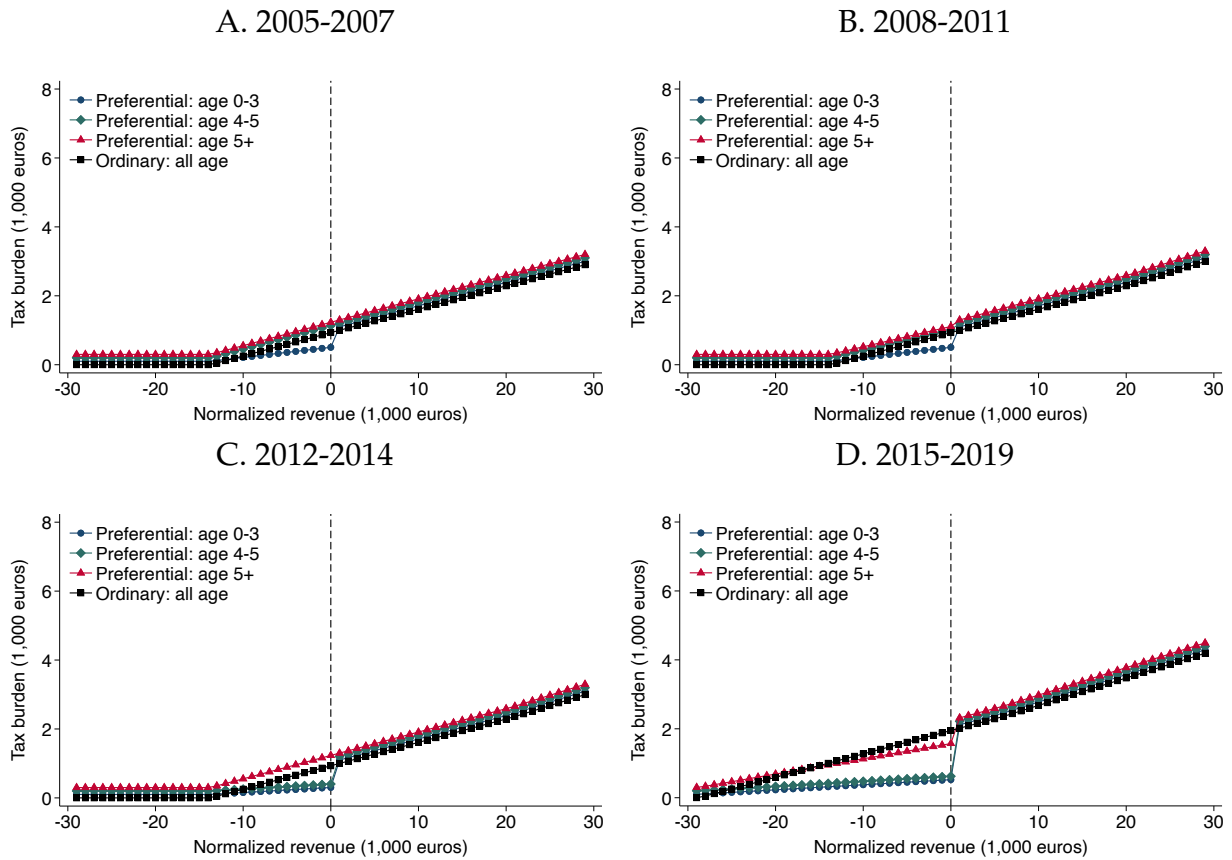 A. 2005-2007
8
6
4
2
0
Tax burden (1,000 euros)
Preferential: age 0-3
Preferential: age 4-5
Preferential: age 5+
Ordinary: all age
-30 -20 -10 0 10 20 30
Normalized revenue (1,000 euros)
B. 2008-2011
8
6
4
2
0
Tax burden (1,000 euros)
Preferential: age 0-3
Preferential: age 4-5
Preferential: age 5+
Ordinary: all age
-30 -20 -10 0 10 20 30
Normalized revenue (1,000 euros)
C. 2012-2014
8
6
4
2
0
Tax burden (1,000 euros)
Preferential: age 0-3
Preferential: age 4-5
Preferential: age 5+
Ordinary: all age
-30 -20 -10 0 10 20 30
Normalized revenue (1,000 euros)
D. 2015-2019
8
6
4
2
0
Tax burden (1,000 euros)
Preferential: age 0-3
Preferential: age 4-5
Preferential: age 5+
Ordinary: all age
-30 -20 -10 0 10 20 30
Normalized revenue (1,000 euros)